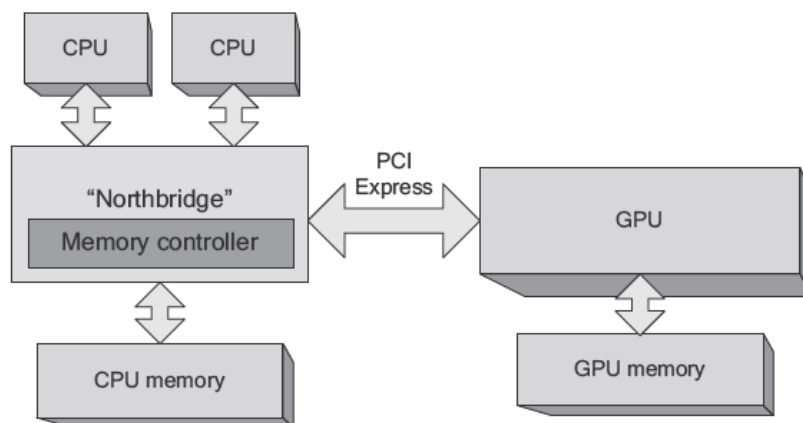 CPU
CPU
PCI
Express
“Northbridge”
Memory controller
GPU
CPU memory
GPU memory